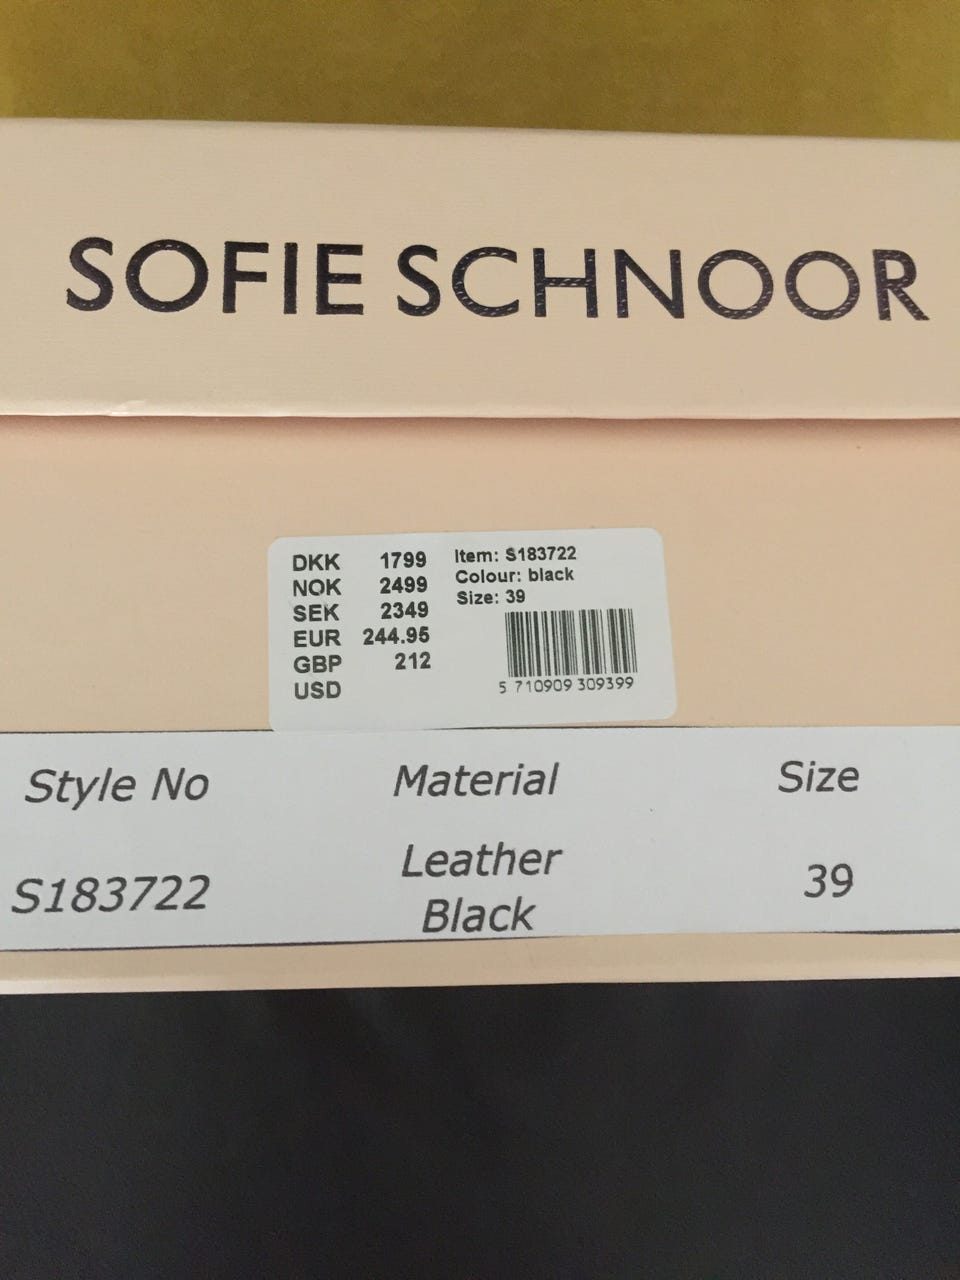 SOFIE SCHNOOR
DKK 1799
NOK 2499
SEK 2349
EUR 244.95
GBP 212
USD
Item: S183722
Colour: black
Size: 39
5 710909 309399
Style No Material Size
S183722 Leather Black 39